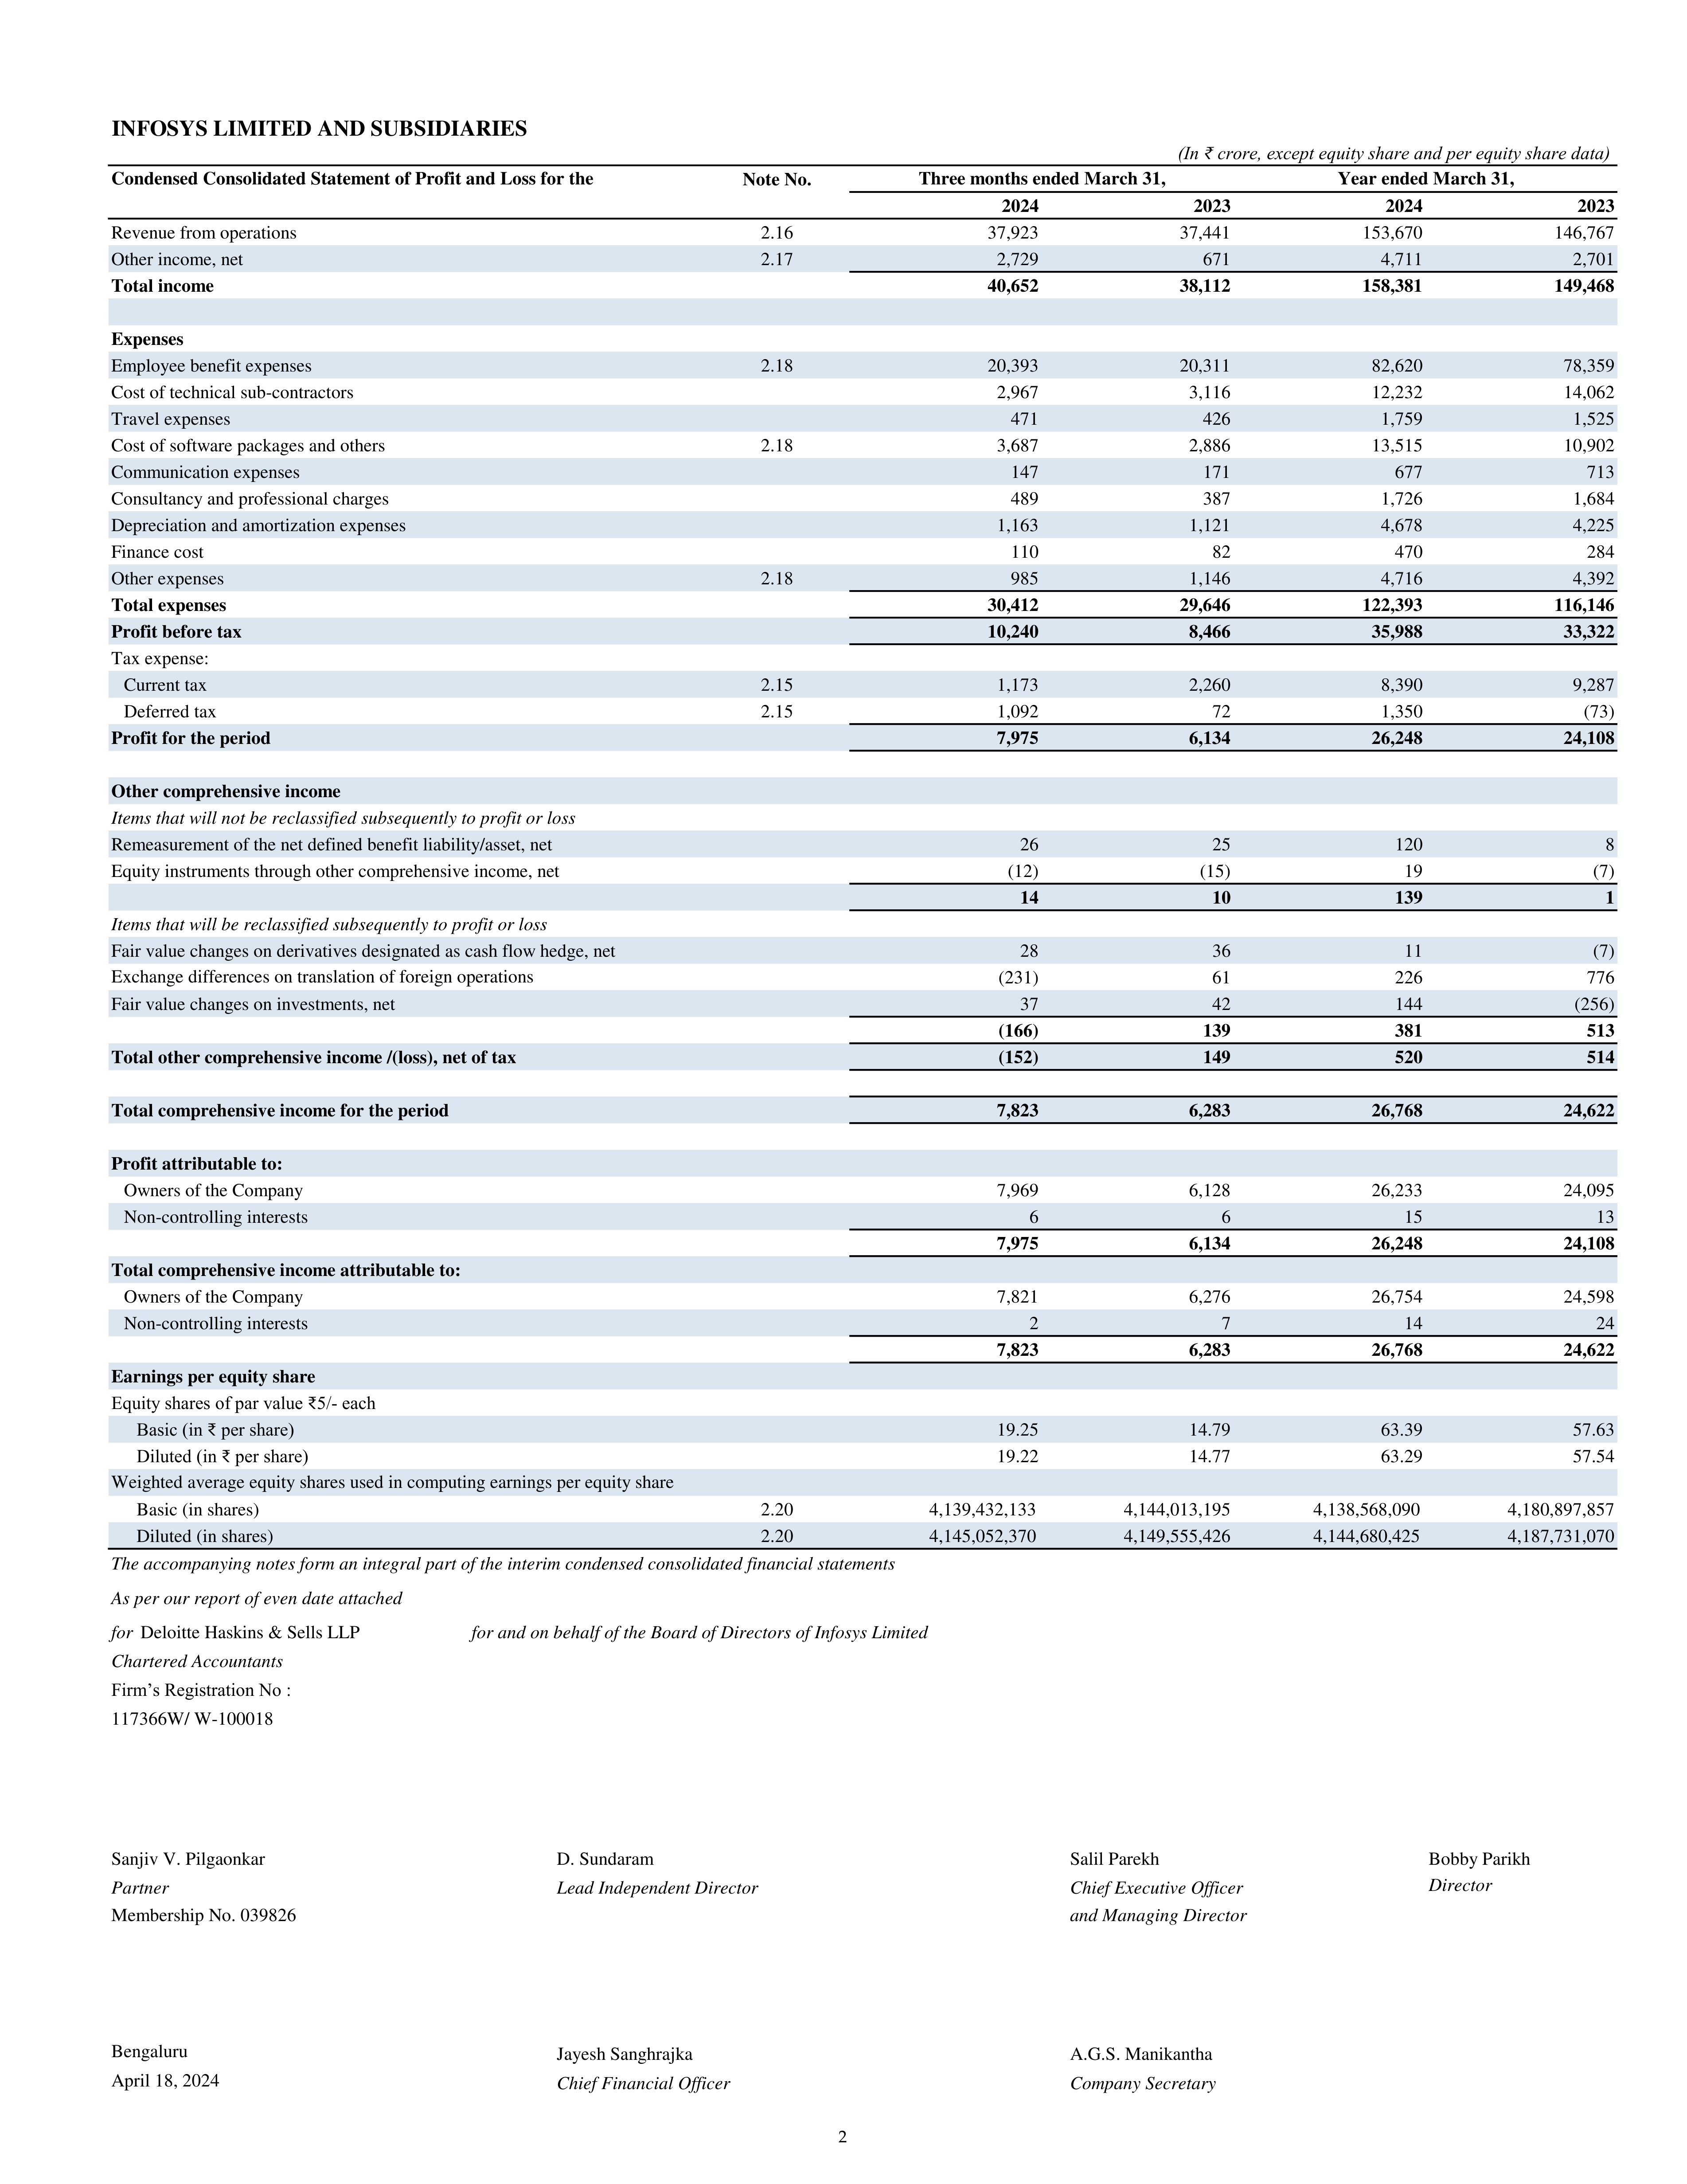 INFOSYS LIMITED AND SUBSIDIARIES
(In ₹ crore, except equity share and per equity share data)
Condensed Consolidated Statement of Profit and Loss for the Note No. Three months ended March 31, Year ended March 31,
2024 2023 2024 2023
Revenue from operations 2.16 37,923 37,441 153,670 146,767
Other income, net 2.17 2,729 671 4,711 2,701
Total income 40,652 38,112 158,381 149,468
Expenses
Employee benefit expenses 2.18 20,393 20,311 82,620 78,359
Cost of technical sub-contractors 2,967 3,116 12,232 14,062
Travel expenses 471 426 1,759 1,525
Cost of software packages and others 2.18 3,687 2,886 13,515 10,902
Communication expenses 147 171 677 713
Consultancy and professional charges 489 387 1,726 1,684
Depreciation and amortization expenses 1,163 1,121 4,678 4,225
Finance cost 110 82 470 284
Other expenses 2.18 985 1,146 4,716 4,392
Total expenses 30,412 29,646 122,393 116,146
Profit before tax 10,240 8,466 35,988 33,322
Tax expense:
Current tax 2.15 1,173 2,260 8,390 9,287
Deferred tax 2.15 1,092 72 1,350 (73)
Profit for the period 7,975 6,134 26,248 24,108
Other comprehensive income
Items that will not be reclassified subsequently to profit or loss
Remeasurement of the net defined benefit liability/asset, net 26 25 120 8
Equity instruments through other comprehensive income, net (12) (15) 19 (7)
14 10 139 1
Items that will be reclassified subsequently to profit or loss
Fair value changes on derivatives designated as cash flow hedge, net 28 36 11 (7)
Exchange differences on translation of foreign operations (231) 61 226 776
Fair value changes on investments, net 37 42 144 (256)
(166) 139 381 513
Total other comprehensive income /(loss), net of tax (152) 149 520 514
Total comprehensive income for the period 7,823 6,283 26,768 24,622
Profit attributable to:
Owners of the Company 7,969 6,128 26,233 24,095
Non-controlling interests 6 6 15 13
7,975 6,134 26,248 24,108
Total comprehensive income attributable to:
Owners of the Company 7,821 6,276 26,754 24,598
Non-controlling interests 2 7 14 24
7,823 6,283 26,768 24,622
Earnings per equity share
Equity shares of par value ₹5/- each
Basic (in ₹ per share) 19.25 14.79 63.39 57.63
Diluted (in ₹ per share) 19.22 14.77 63.29 57.54
Weighted average equity shares used in computing earnings per equity share
Basic (in shares) 2.20 4,139,432,133 4,144,013,195 4,138,568,090 4,180,897,857
Diluted (in shares) 2.20 4,145,052,370 4,149,555,426 4,144,680,425 4,187,731,070
The accompanying notes form an integral part of the interim condensed consolidated financial statements
As per our report of even date attached
for Deloitte Haskins & Sells LLP for and on behalf of the Board of Directors of Infosys Limited
Chartered Accountants
Firm's Registration No :
117366W/ W-100018
Sanjiv V. Pilgaonkar D. Sundaram Salil Parekh Bobby Parikh
Partner Lead Independent Director Chief Executive Officer Director
Membership No. 039826 and Managing Director
Bengaluru Jayesh Sanghrajka A.G.S. Manikantha
April 18, 2024 Chief Financial Officer Company Secretary
2